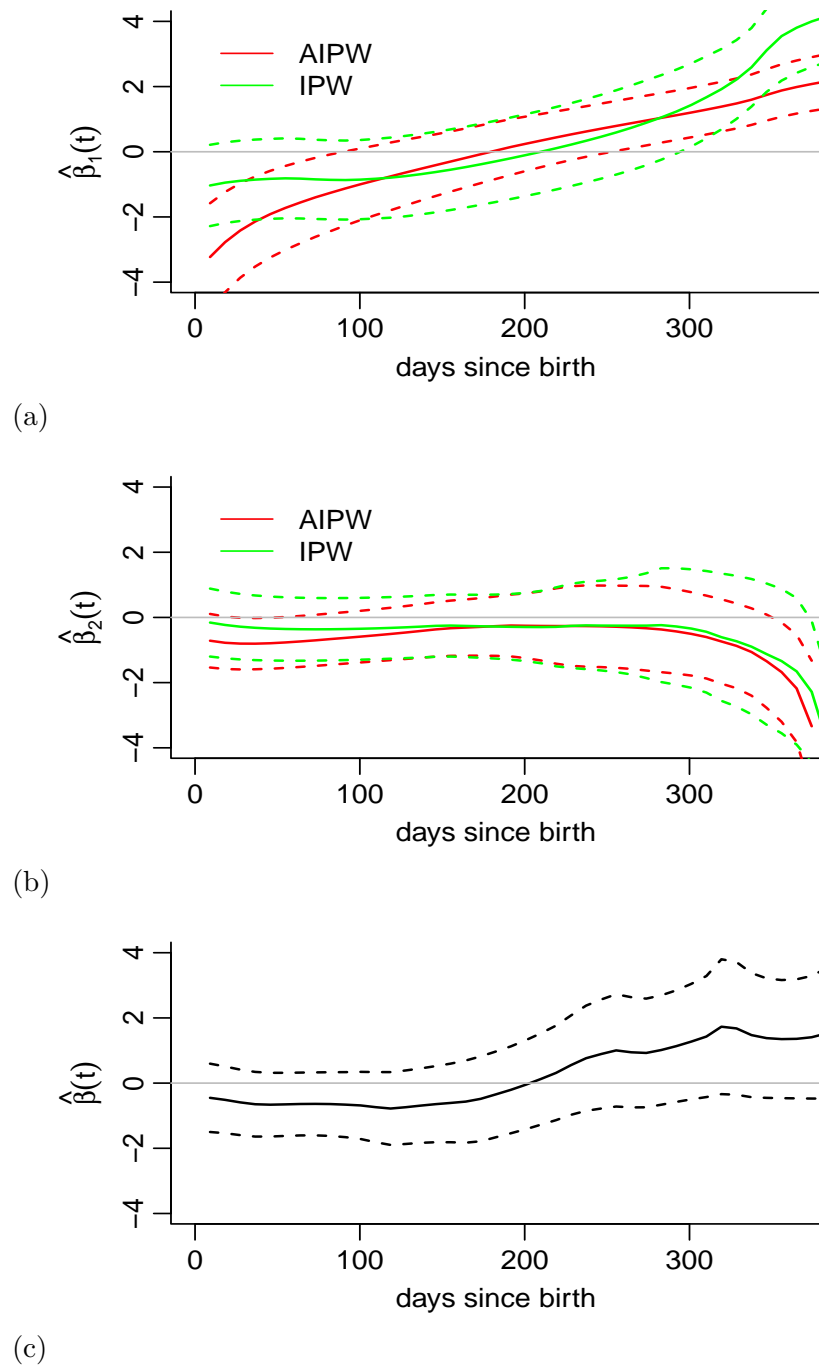 4
2
0
−2
−4
β̂₁(t)
AIPW
IPW
0 100 200 300
days since birth
(a)
4
2
0
−2
−4
β̂₂(t)
AIPW
IPW
0 100 200 300
days since birth
(b)
4
2
0
−2
−4
β̂(t)
0 100 200 300
days since birth
(c)